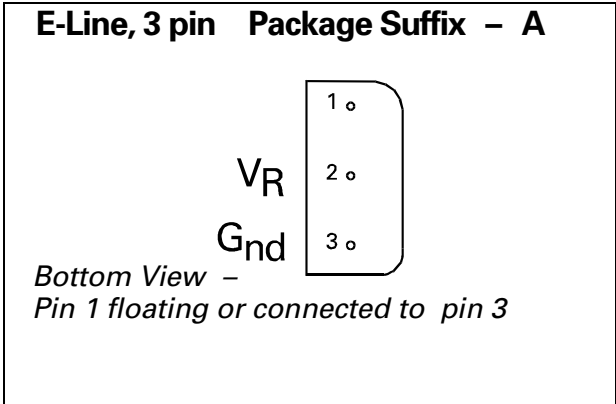 E-Line, 3 pin Package Suffix – A
1
VR 2
Gnd 3
Bottom View –
Pin 1 floating or connected to pin 3